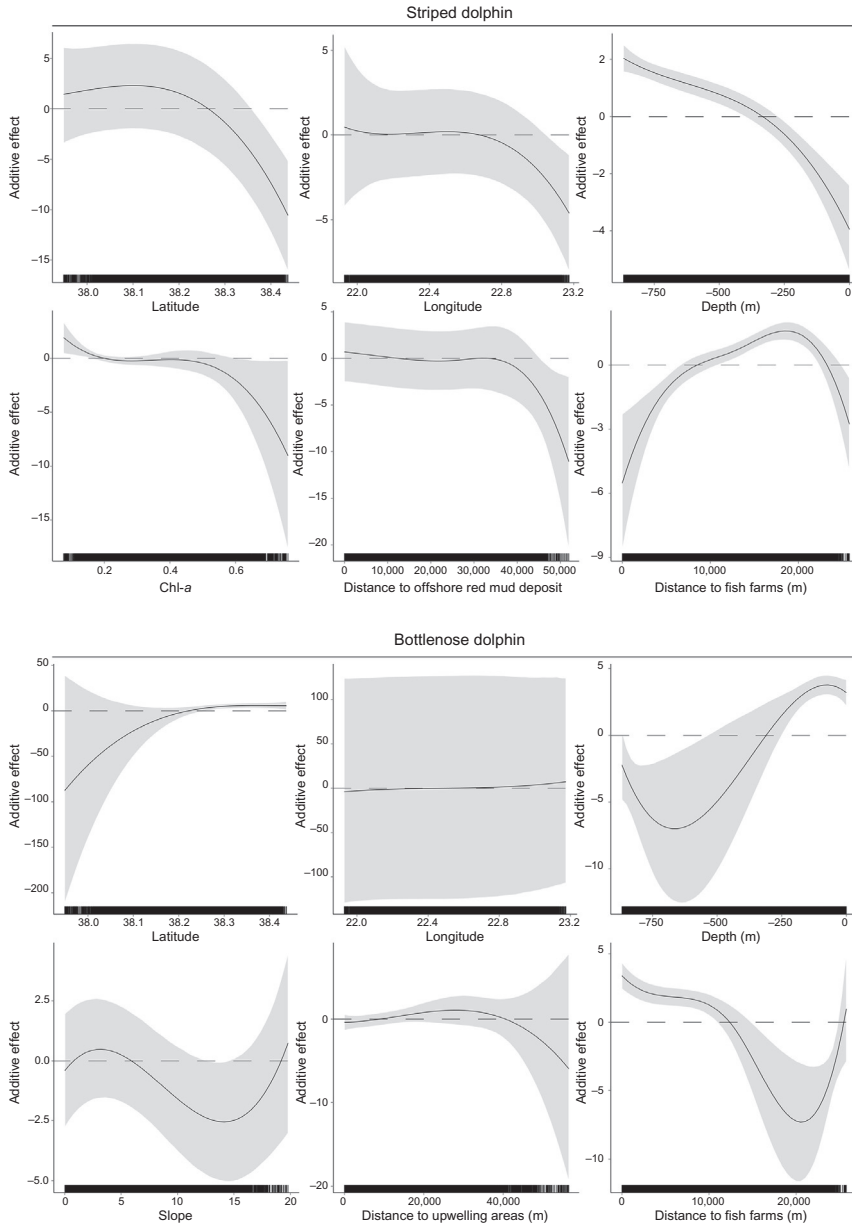 Striped dolphin
Additive effect
5
0
−5
−10
−15
38.0 38.1 38.2 38.3 38.4
Latitude
Additive effect
5
0
−5
22.0 22.4 22.8 23.2
Longitude
Additive effect
2
0
−2
−4
−750 −500 −250 0
Depth (m)
Additive effect
0
−5
−10
−15
0.2 0.4 0.6
Chl-a
Additive effect
5
0
−5
−10
−15
−20
0 10,000 20,000 30,000 40,000 50,000
Distance to offshore red mud deposit
Additive effect
0
−3
−6
−9
0 10,000 20,000
Distance to fish farms (m)
Bottlenose dolphin
Additive effect
50
0
−50
−100
−200
38.0 38.1 38.2 38.3 38.4
Latitude
Additive effect
100
50
0
−50
−100
22.0 22.4 22.8 23.2
Longitude
Additive effect
5
0
−5
−10
−750 −500 −250 0
Depth (m)
Additive effect
2.5
0.0
−2.5
−5.0
0 5 10 15 20
Slope
Additive effect
0
−10
−20
0 20,000 40,000
Distance to upwelling areas (m)
Additive effect
5
0
−5
−10
0 10,000 20,000
Distance to fish farms (m)